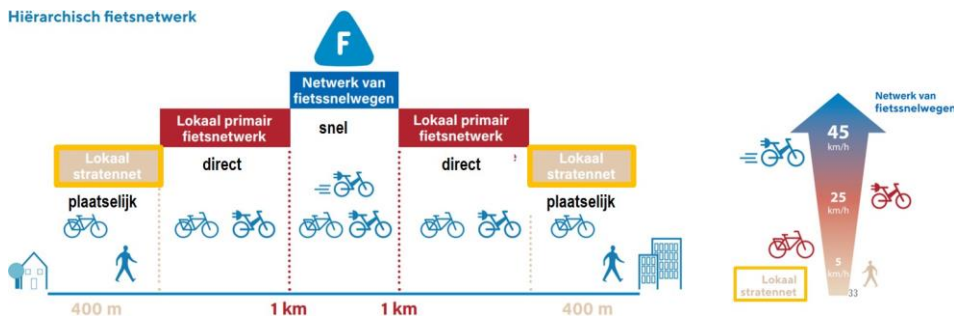 Hiërarchisch fietsnetwerk
F
Netwerk van
fietssnelwegen
Lokaal primair
fietsnetwerk
snel
Lokaal primair
fietsnetwerk
Lokaal
stratennet
direct
direct
Lokaal
stratennet
plaatselijk
plaatselijk
400 m
1 km
1 km
400 m
Netwerk van
fietssnelwegen
45
km/h
25
km/h
5
km/h
Lokaal
stratennet
33